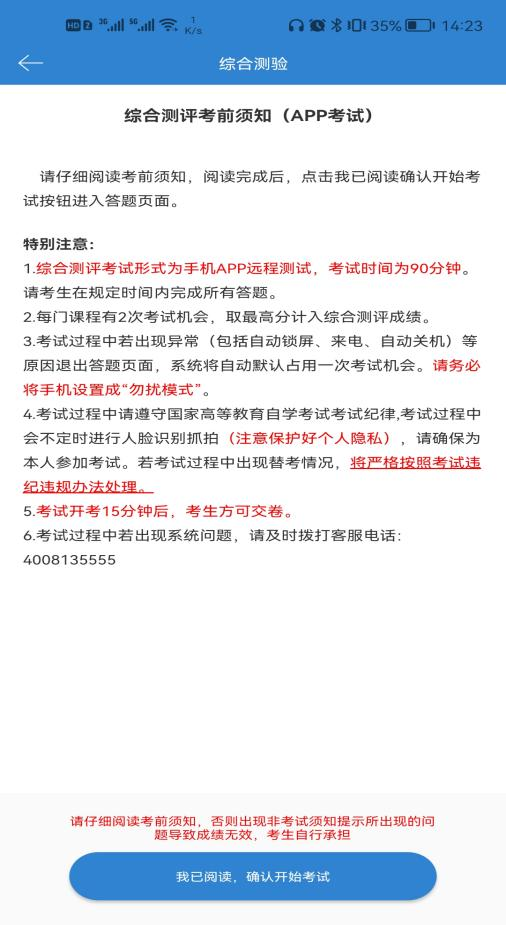 HD 2 3G 5G 1 K/s 35% 14:23
综合测验
综合测评考前须知（APP考试）
请仔细阅读考前须知，阅读完成后，点击我已阅读确认开始考
试按钮进入答题页面。
特别注意：
1.综合测评考试形式为手机APP远程测试，考试时间为90分钟。
请考生在规定时间内完成所有答题。
2.每门课程有2次考试机会，取最高分计入综合测评成绩。
3.考试过程中若出现异常（包括自动锁屏、来电、自动关机）等
原因退出答题页面，系统将自动默认占用一次考试机会。请务必
将手机设置成“勿扰模式”。
4.考试过程中请遵守国家高等教育自学考试考试纪律,考试过程中
会不定时进行人脸识别抓拍（注意保护好个人隐私），请确保为
本人参加考试。若考试过程中出现替考情况，将严格按照考试违
纪违规办法处理。
5.考试开考15分钟后，考生方可交卷。
6.考试过程中若出现系统问题，请及时拨打客服电话：
4008135555
请仔细阅读考前须知，否则出现非考试须知提示所出现的问
题导致成绩无效，考生自行承担
我已阅读，确认开始考试